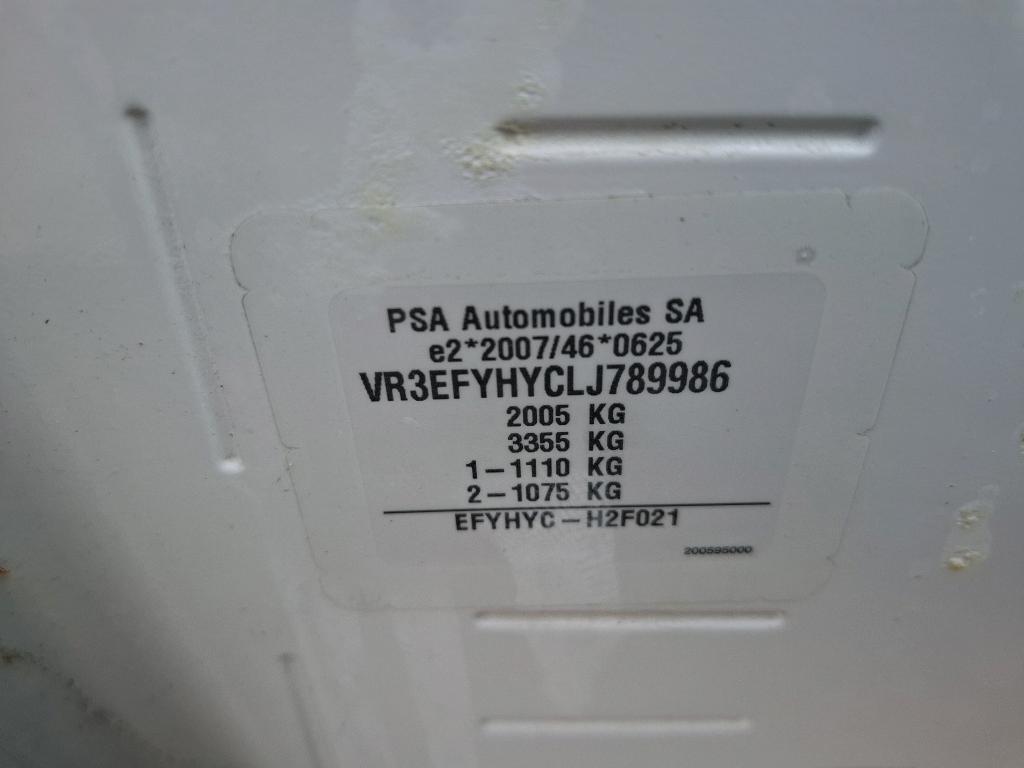 PSA Automobiles SA
e2*2007/46*0625
VR3EFYHYCLJ789986
2005 KG
3355 KG
1-1110 KG
2-1075 KG
EFYHYC-H2F021
200595000